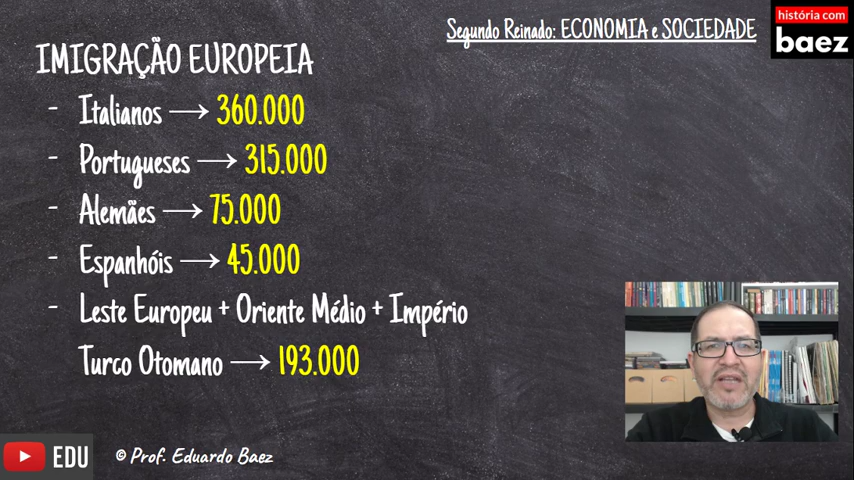 Segundo Reinado: ECONOMIA e SOCIEDADE
história com
baez
IMIGRAÇÃO EUROPEIA
- Italianos → 360.000
- Portugueses → 315.000
- Alemães → 75.000
- Espanhóis → 45.000
- Leste Europeu + Oriente Médio + Império
Turco Otomano → 193.000
EDU
© Prof. Eduardo Baez